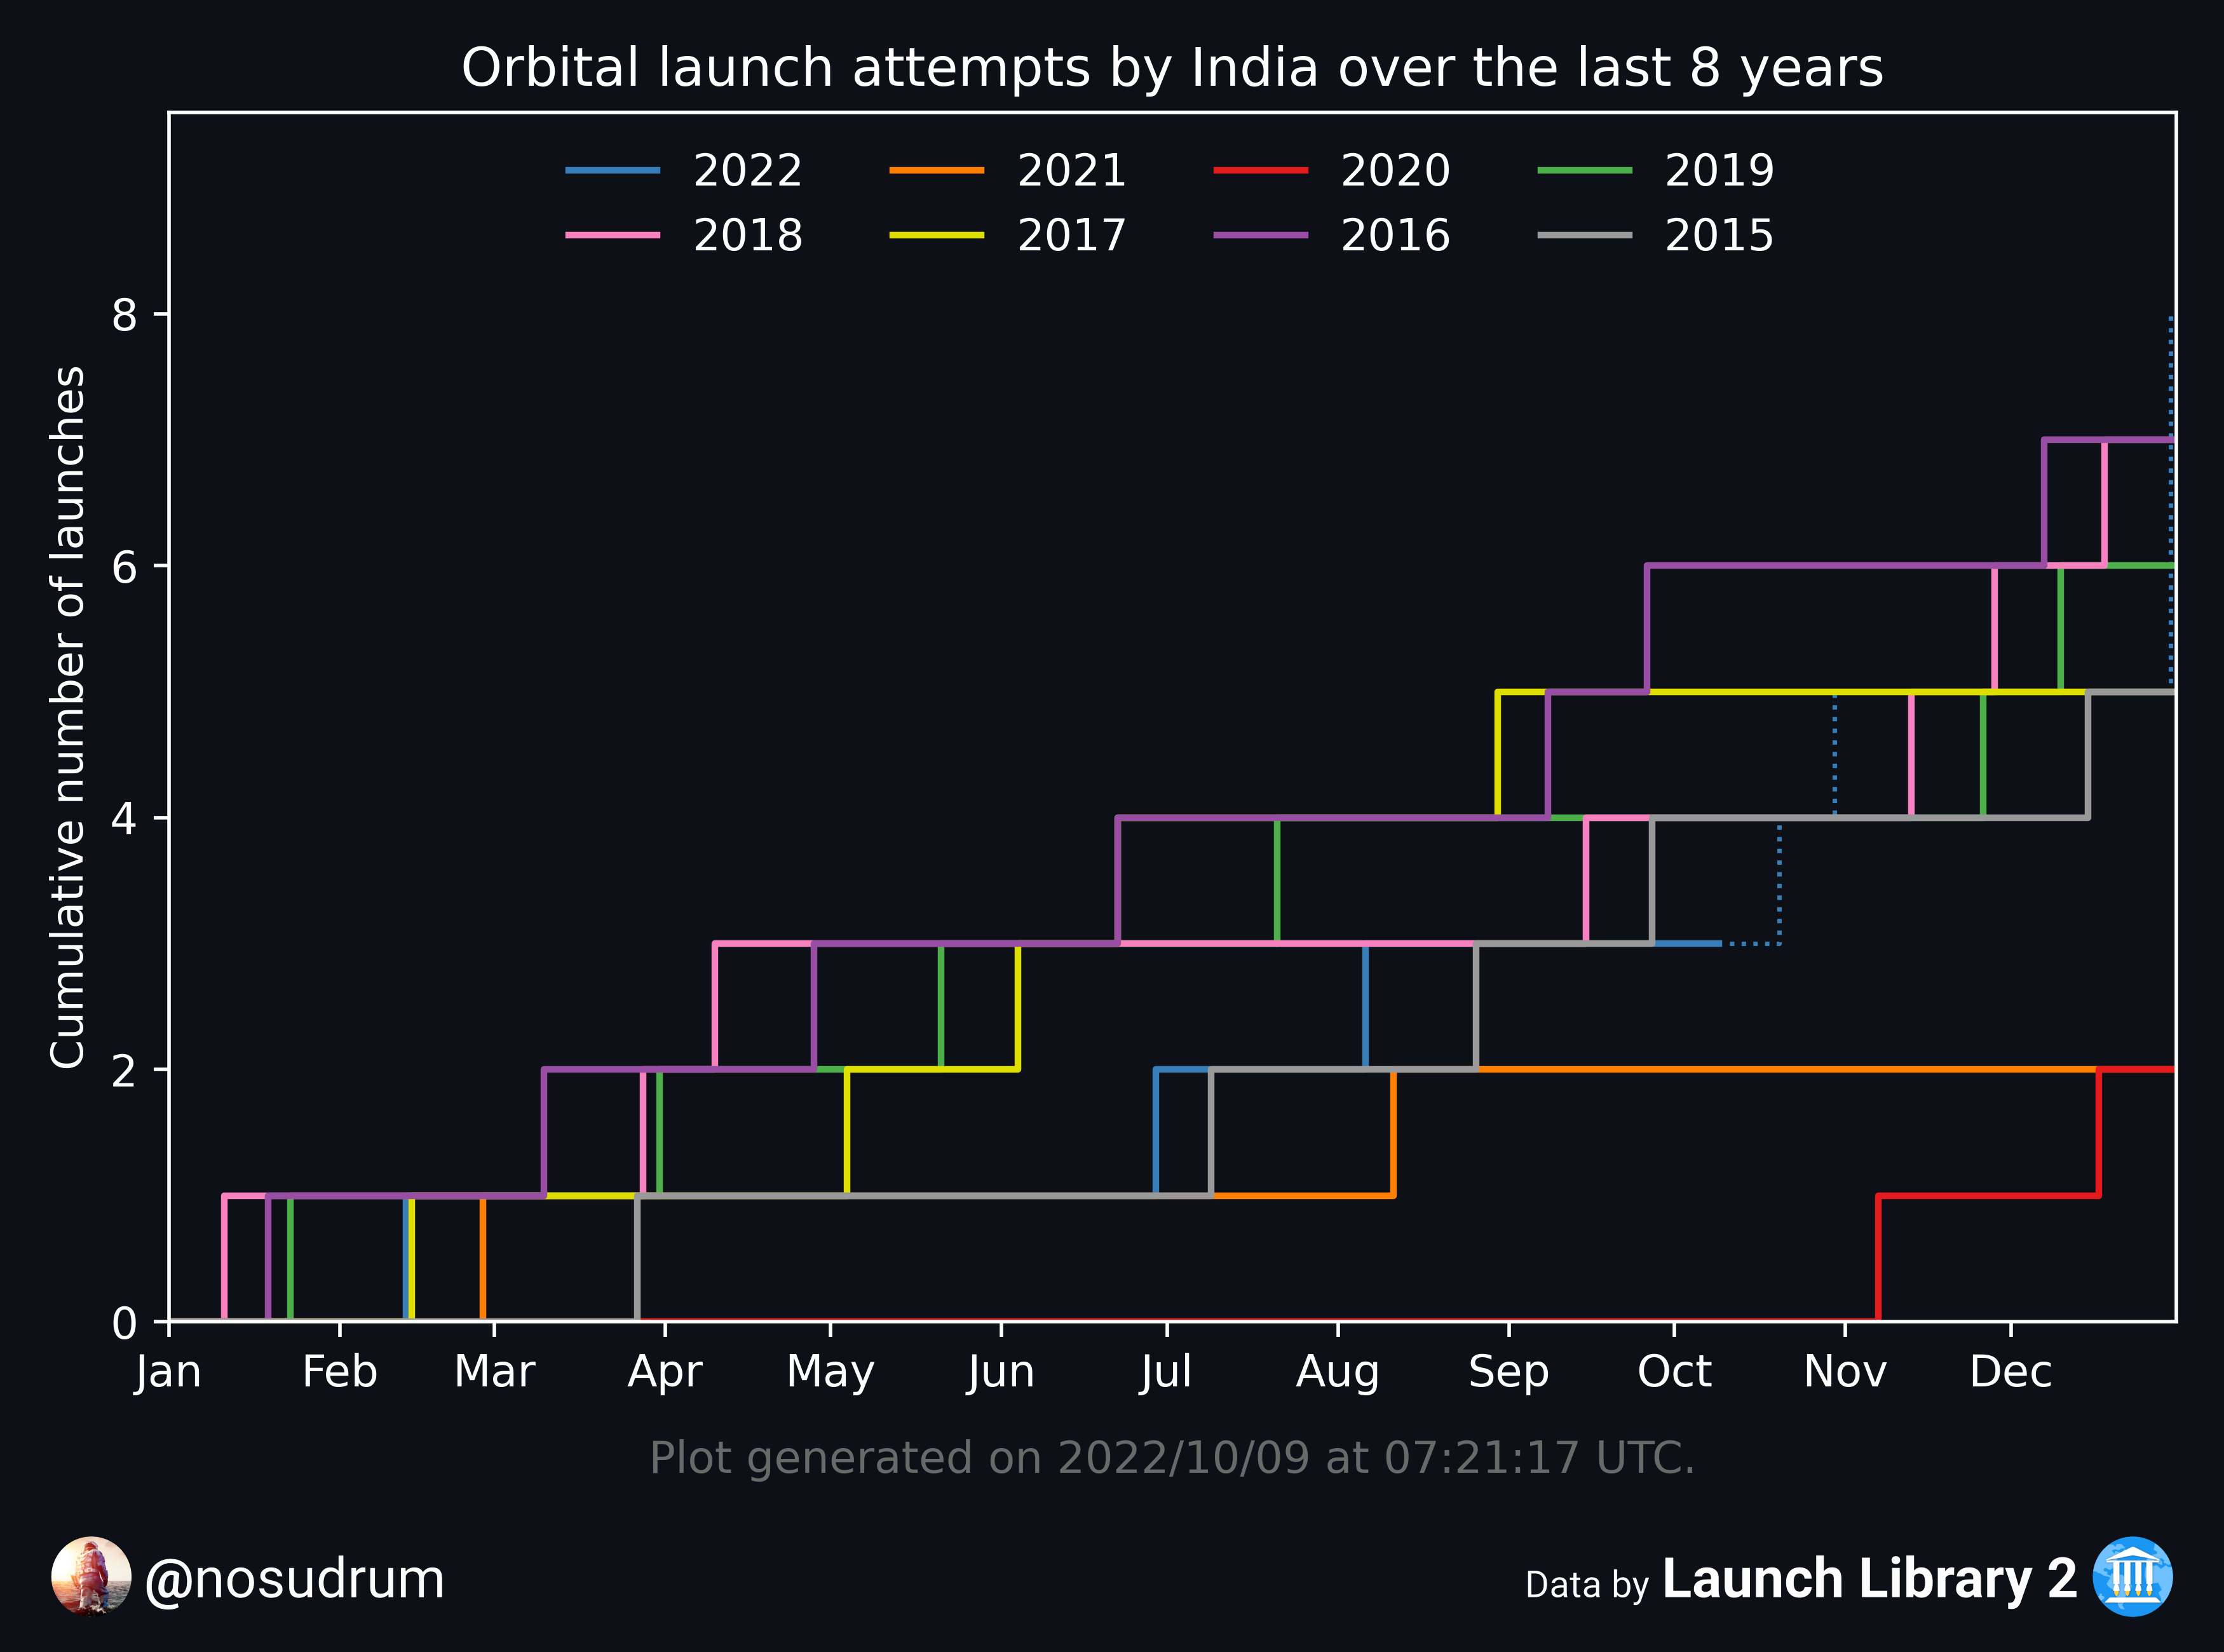 Orbital launch attempts by India over the last 8 years
2022 2021 2020 2019
2018 2017 2016 2015
Cumulative number of launches
8
6
4
2
0
Jan Feb Mar Apr May Jun Jul Aug Sep Oct Nov Dec
Plot generated on 2022/10/09 at 07:21:17 UTC.
@nosudrum
Data by Launch Library 2